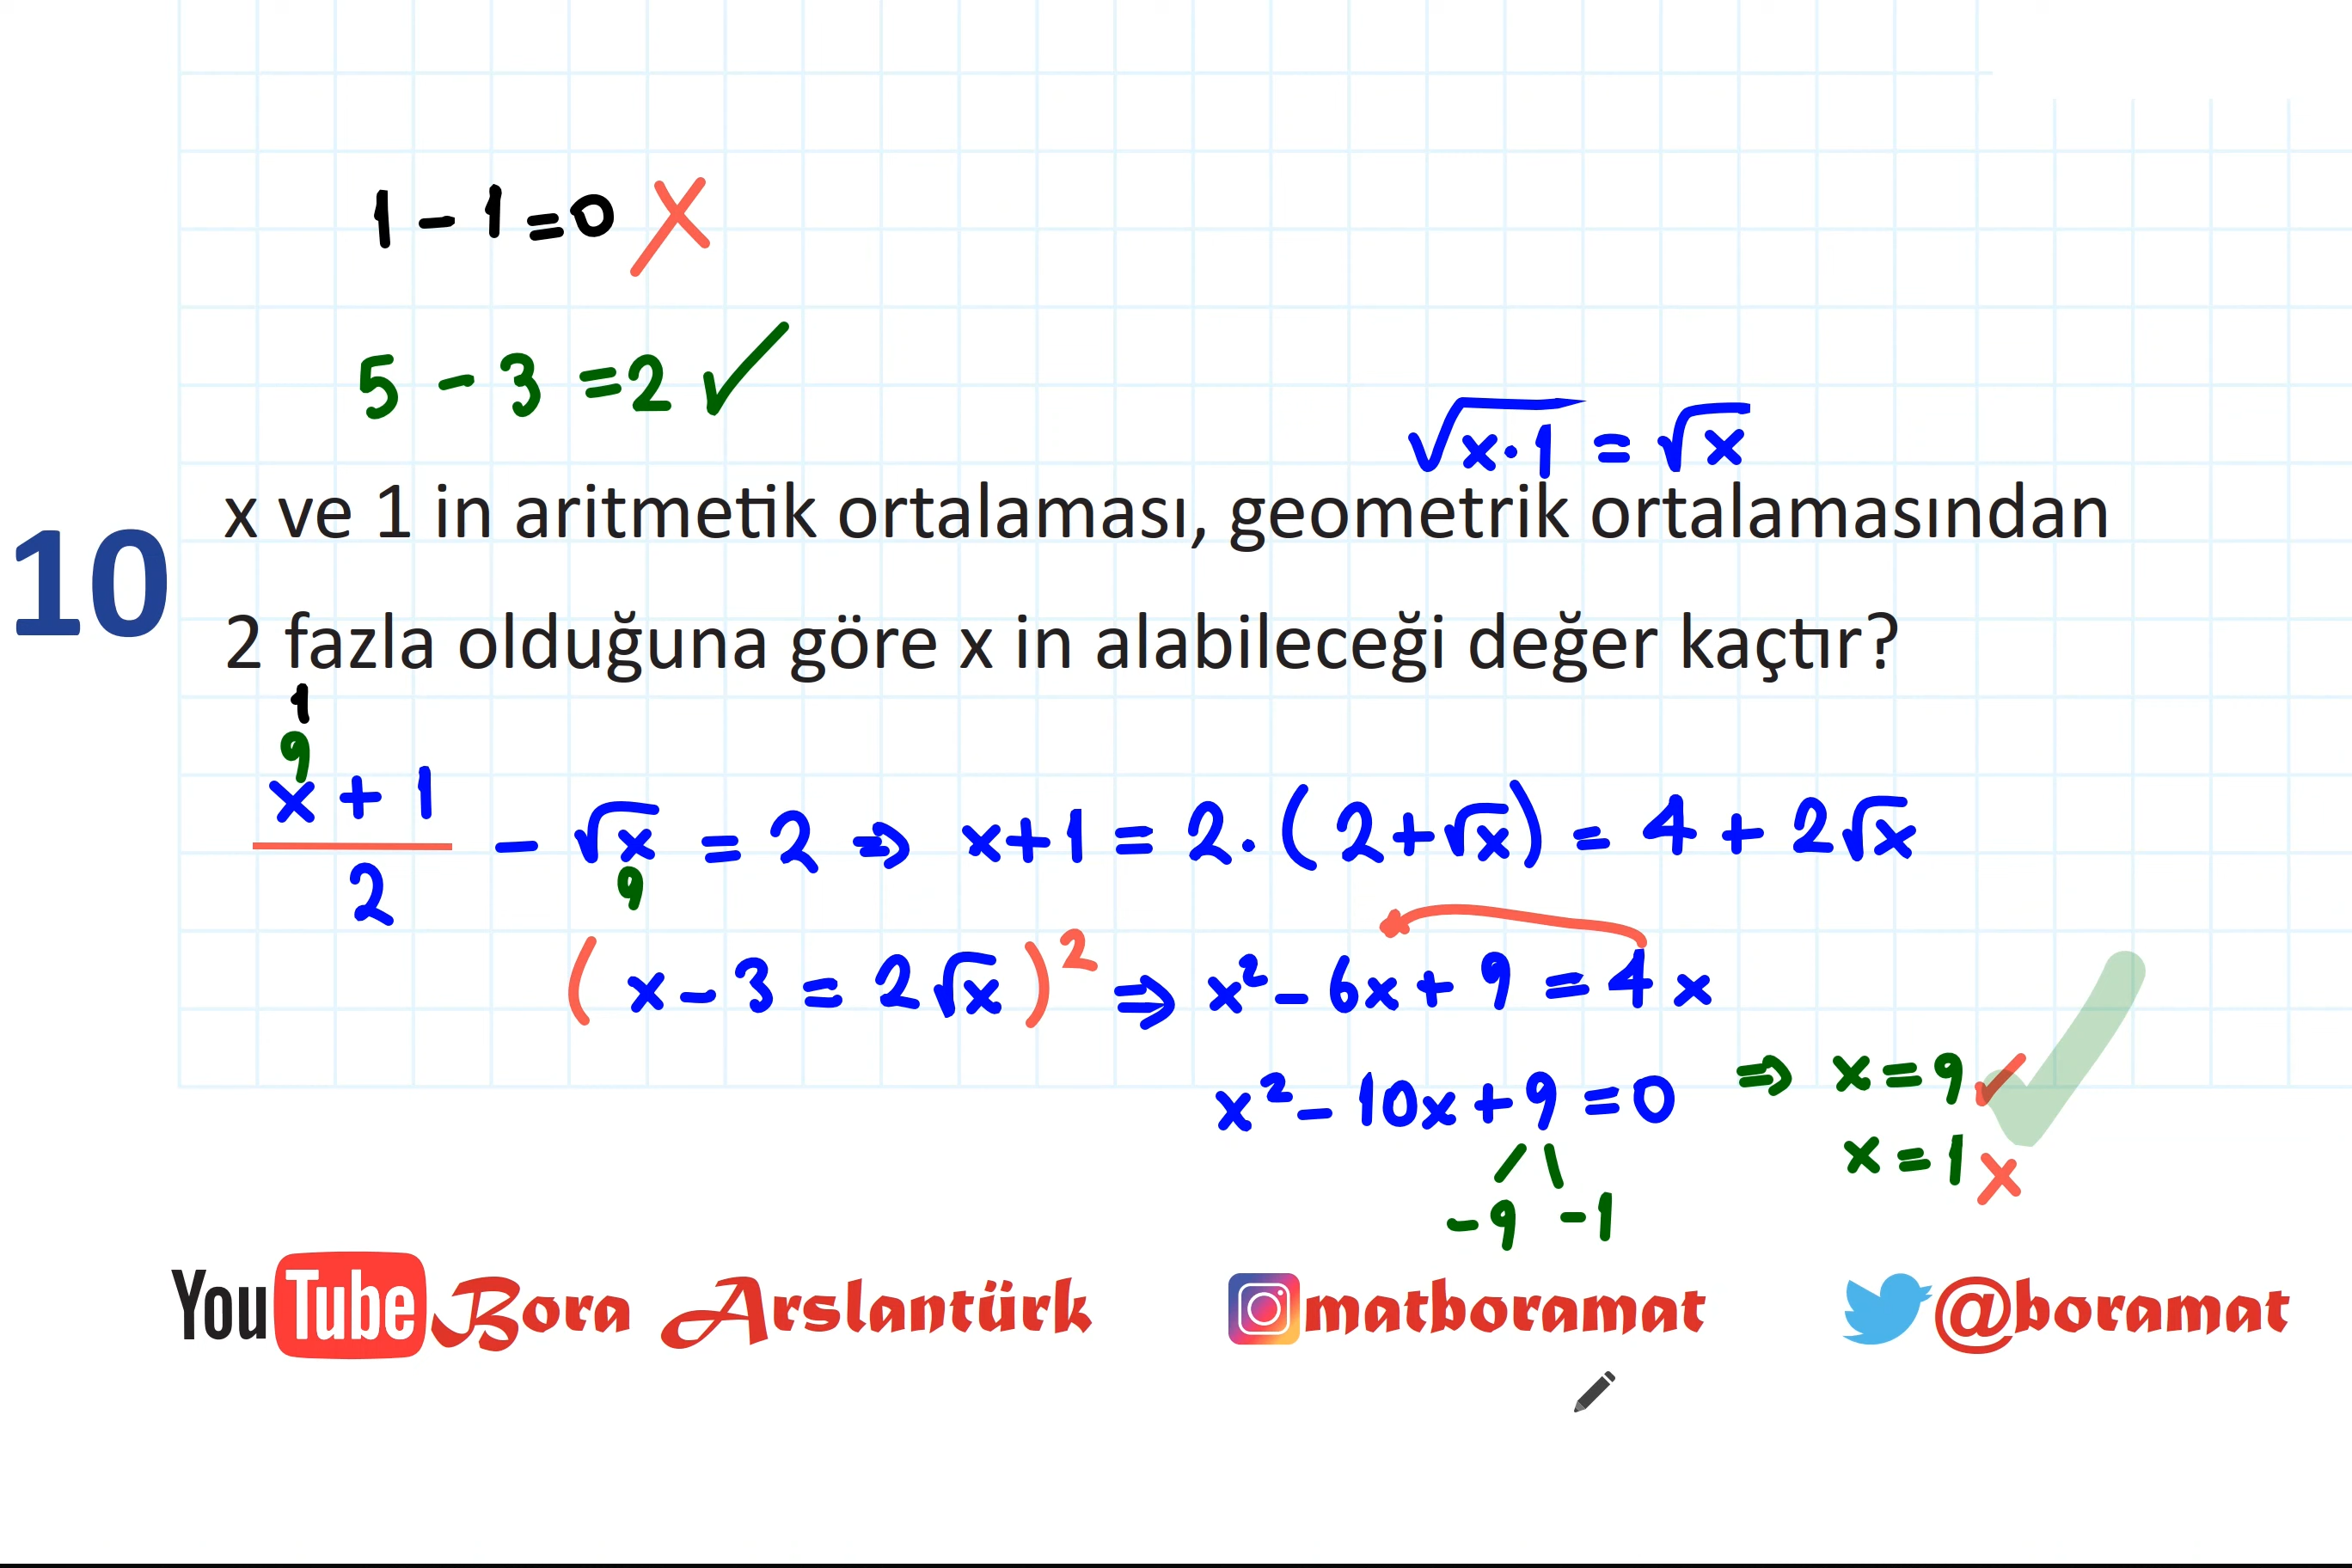 1 - 1 = 0 X
5 - 3 = 2 ✓
√x·1 = √x
10
x ve 1 in aritmetik ortalaması, geometrik ortalamasından
2 fazla olduğuna göre x in alabileceği değer kaçtır?
1
9
x + 1
2
- √x = 2 ⇒ x+1 = 2·(2+√x) = 4 + 2√x
9
(x - 3 = 2√x)² ⇒ x² - 6x + 9 = 4x
x² - 10x + 9 = 0 ⇒ x = 9 ✓
x = 1 X
-9 -1
YouTube Bora Arslantürk matboramat @boramat